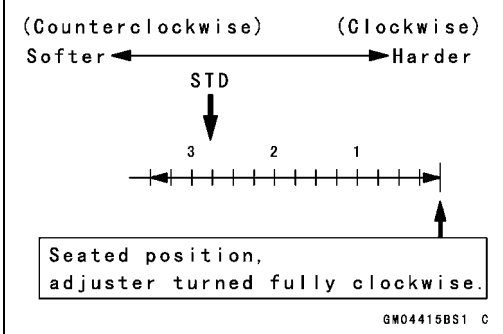 (Counterclockwise) (Clockwise)
Softer Harder
STD
3 2 1
Seated position,
adjuster turned fully clockwise.
GM04415BS1 C